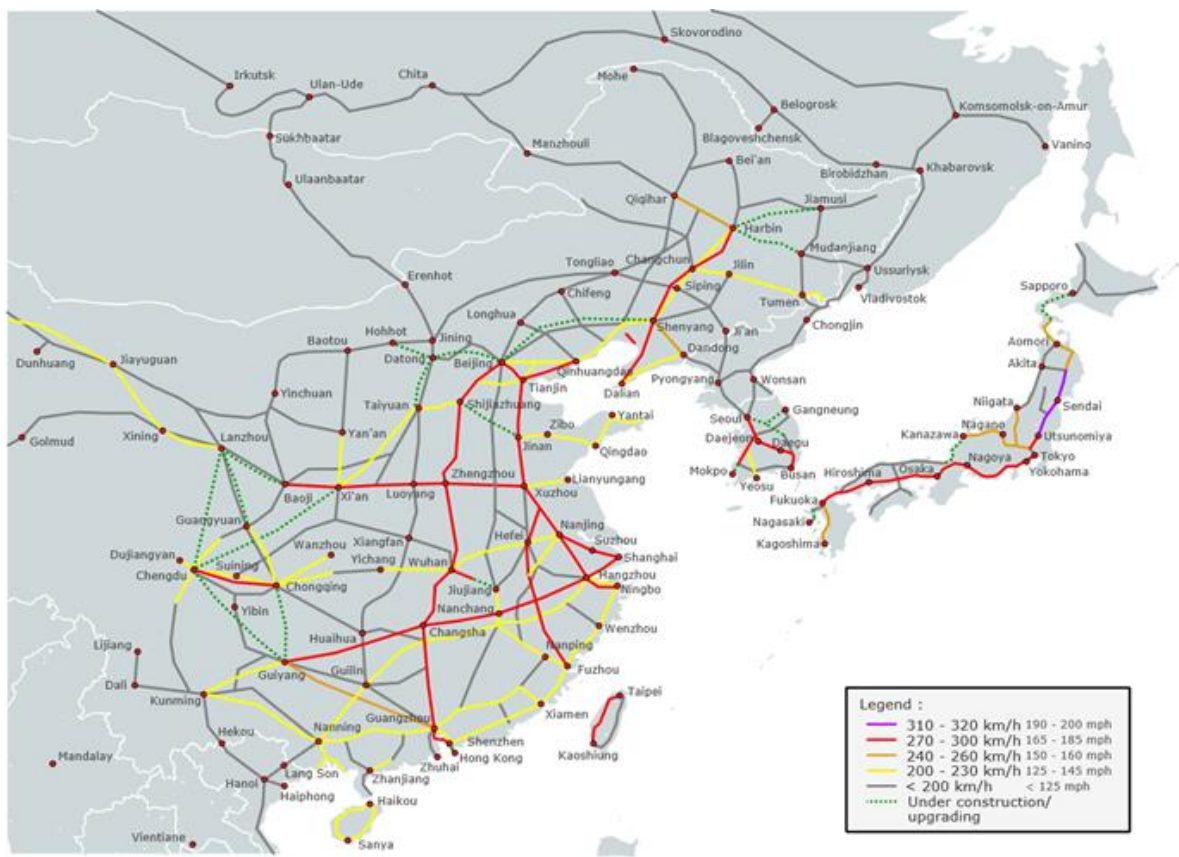 Skovorodino
Irkutsk
Ulan-Ude
Chita
Mohe
Belogrosk
Komsomolsk-on-Amur
Sukhbaatar
Blagoveshchensk
Manzhouli
Vanino
Bei'an
Birobidzhan
Khabarovsk
Ulaanbaatar
Qiqihar
Jiamusi
Harbin
Mudanjiang
Changchun
Tongliao
Jilin
Ussuriysk
Erenhot
Siping
Chifeng
Tumen
Vladivostok
Sapporo
Longhua
Shenyang
Ji'an
Chongjin
Hohhot
Jining
Baotou
Datong
Beijing
Dandong
Aomori
Dunhuang
Jiayuguan
Qinhuangdao
Akita
Tianjin
Dalian
Pyongyang
Wonsan
Yinchuan
Taiyuan
Shijiazhuang
Yantai
Seoul
Gangneung
Niigata
Sendai
Golmud
Xining
Lanzhou
Yan'an
Zibo
Jinan
Qingdao
Daejeon
Daegu
Kanazawa
Nagano
Utsunomiya
Tokyo
Yokohama
Nagoya
Osaka
Hiroshima
Mokpo
Yeosu
Busan
Zhengzhou
Lianyungang
Baoji
Xi'an
Luoyang
Xuzhou
Fukuoka
Nagasaki
Kagoshima
Guangyuan
Nanjing
Dujiangyan
Wanzhou
Xiangfan
Hefei
Suzhou
Yichang
Wuhan
Shanghai
Chengdu
Suining
Chongqing
Hangzhou
Ningbo
Jiujiang
Yibin
Nanchang
Huaihua
Changsha
Wenzhou
Lijiang
Nanping
Guiyang
Guilin
Fuzhou
Dali
Kunming
Taipei
Xiamen
Guangzhou
Nanning
Hekou
Shenzhen
Hong Kong
Zhuhai
Kaoshiung
Mandalay
Lang Son
Hanoi
Haiphong
Zhanjiang
Haikou
Vientiane
Sanya
Legend :
310 - 320 km/h 190 - 200 mph
270 - 300 km/h 165 - 185 mph
240 - 260 km/h 150 - 160 mph
200 - 230 km/h 125 - 145 mph
< 200 km/h < 125 mph
Under construction/
upgrading